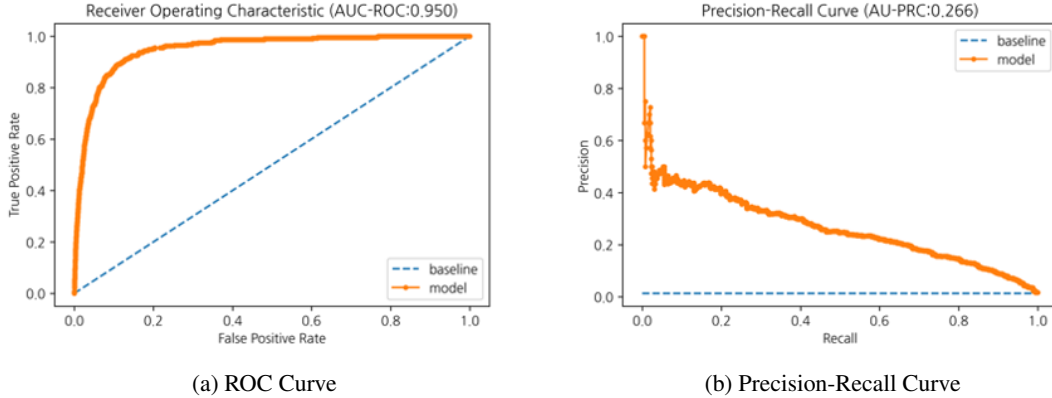 Receiver Operating Characteristic (AUC-ROC:0.950)
1.0
0.8
0.6
0.4
0.2
0.0
True Positive Rate
baseline
model
0.0 0.2 0.4 0.6 0.8 1.0
False Positive Rate
(a) ROC Curve
Precision-Recall Curve (AU-PRC:0.266)
1.0
0.8
0.6
0.4
0.2
0.0
Precision
baseline
model
0.0 0.2 0.4 0.6 0.8 1.0
Recall
(b) Precision-Recall Curve